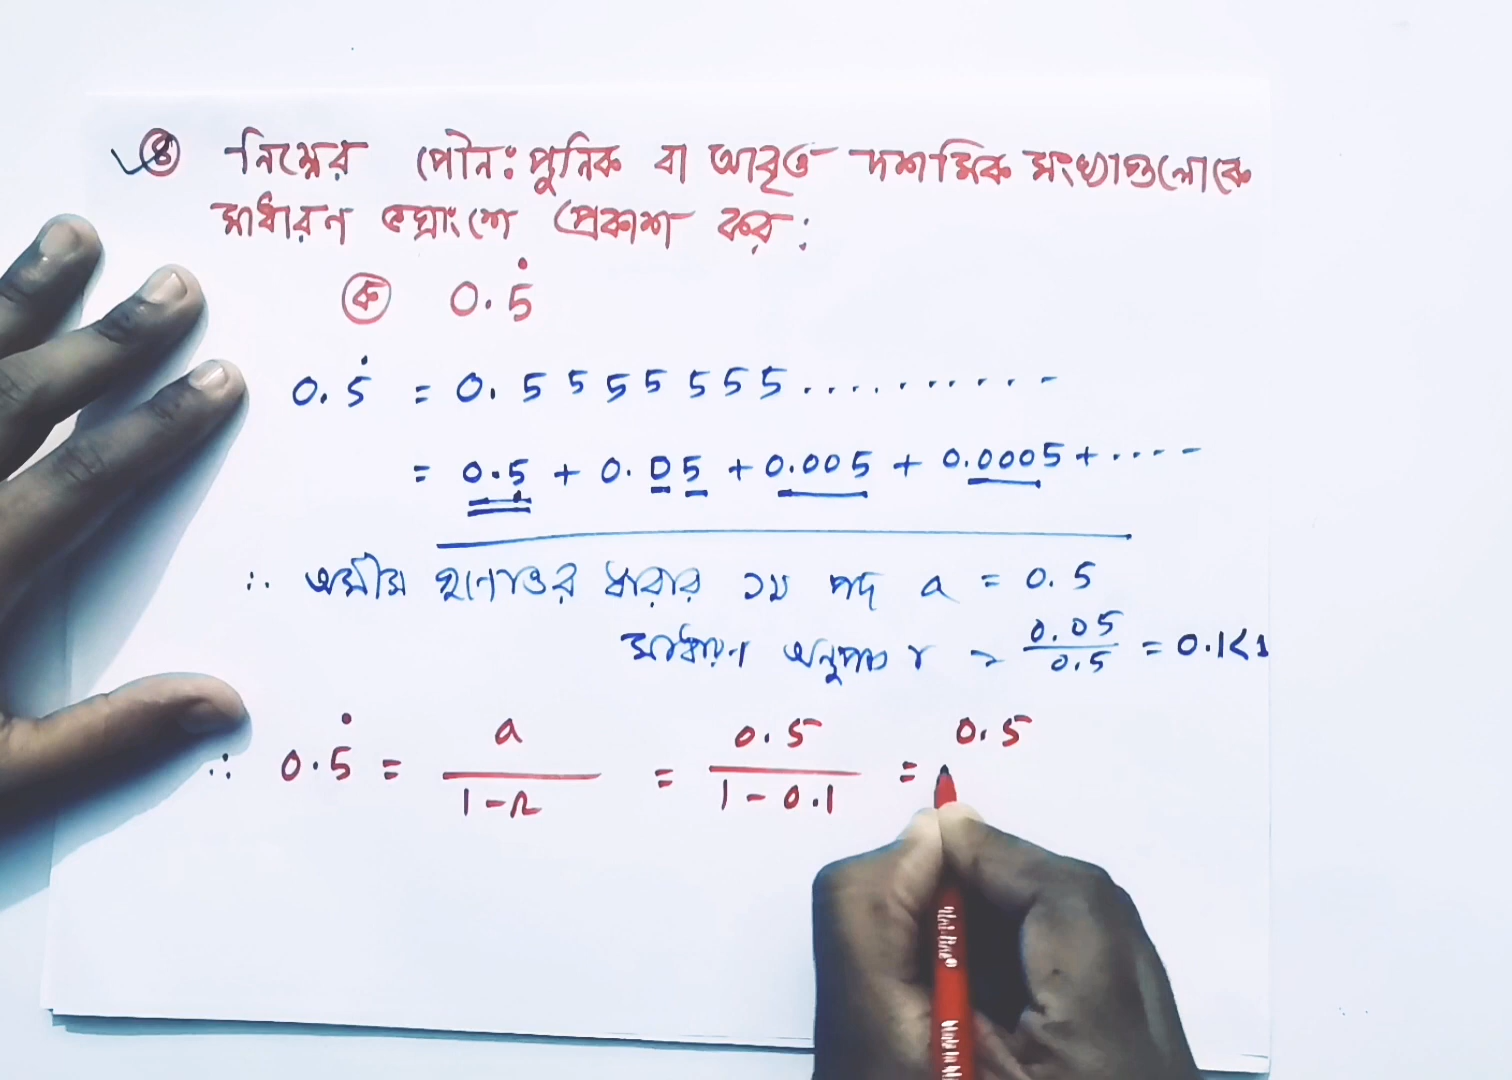 ৪ নিম্নের পৌনঃপুনিক বা আবৃত্ত দশমিক সংখ্যাগুলোকে
সাধারন ভগ্নাংশে প্রকাশ কর:
ক 0.5̇
0.5̇ = 0.5555555..........
= 0.5 + 0.05 + 0.005 + 0.0005 + ....
∴ অসীম গুণোত্তর ধারার ১ম পদ a = 0.5
সাধারণ অনুপাত r = 0.05/0.5 = 0.1<1
∴ 0.5̇ = a/(1-r) = 0.5/(1-0.1) = 0.5